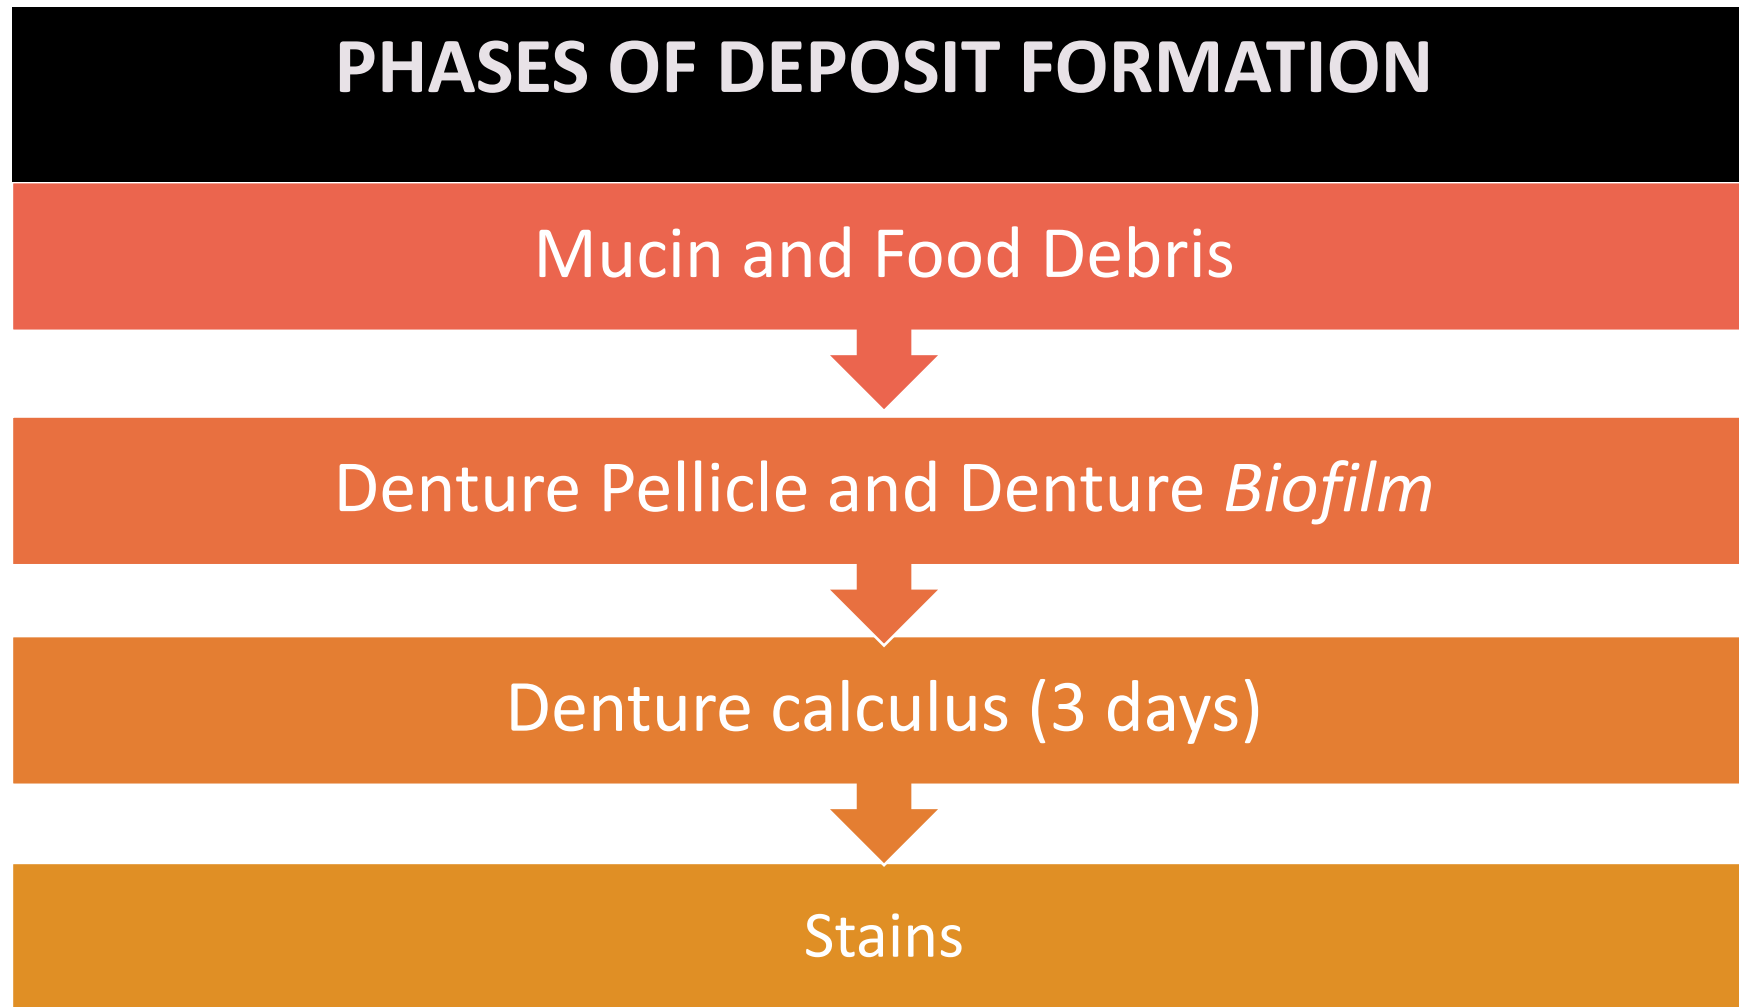 PHASES OF DEPOSIT FORMATION
Mucin and Food Debris
Denture Pellicle and Denture Biofilm
Denture calculus (3 days)
Stains